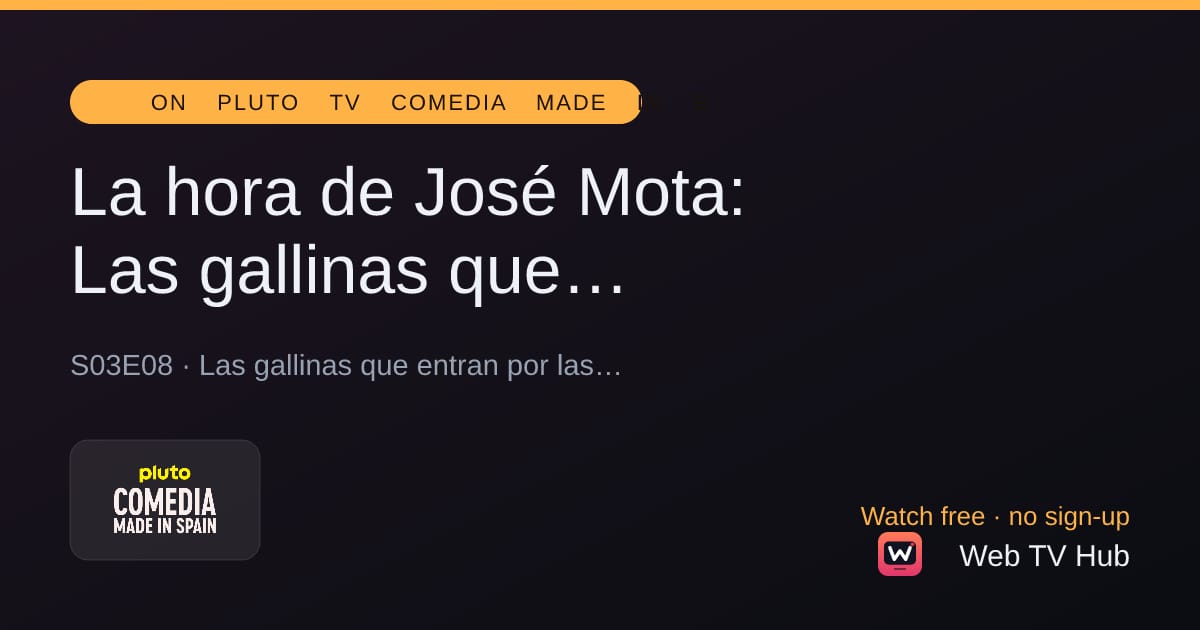 ON PLUTO TV COMEDIA MADE
La hora de José Mota:
Las gallinas que…
S03E08 · Las gallinas que entran por las…
pluto
COMEDIA
MADE IN SPAIN
Watch free · no sign-up
W Web TV Hub